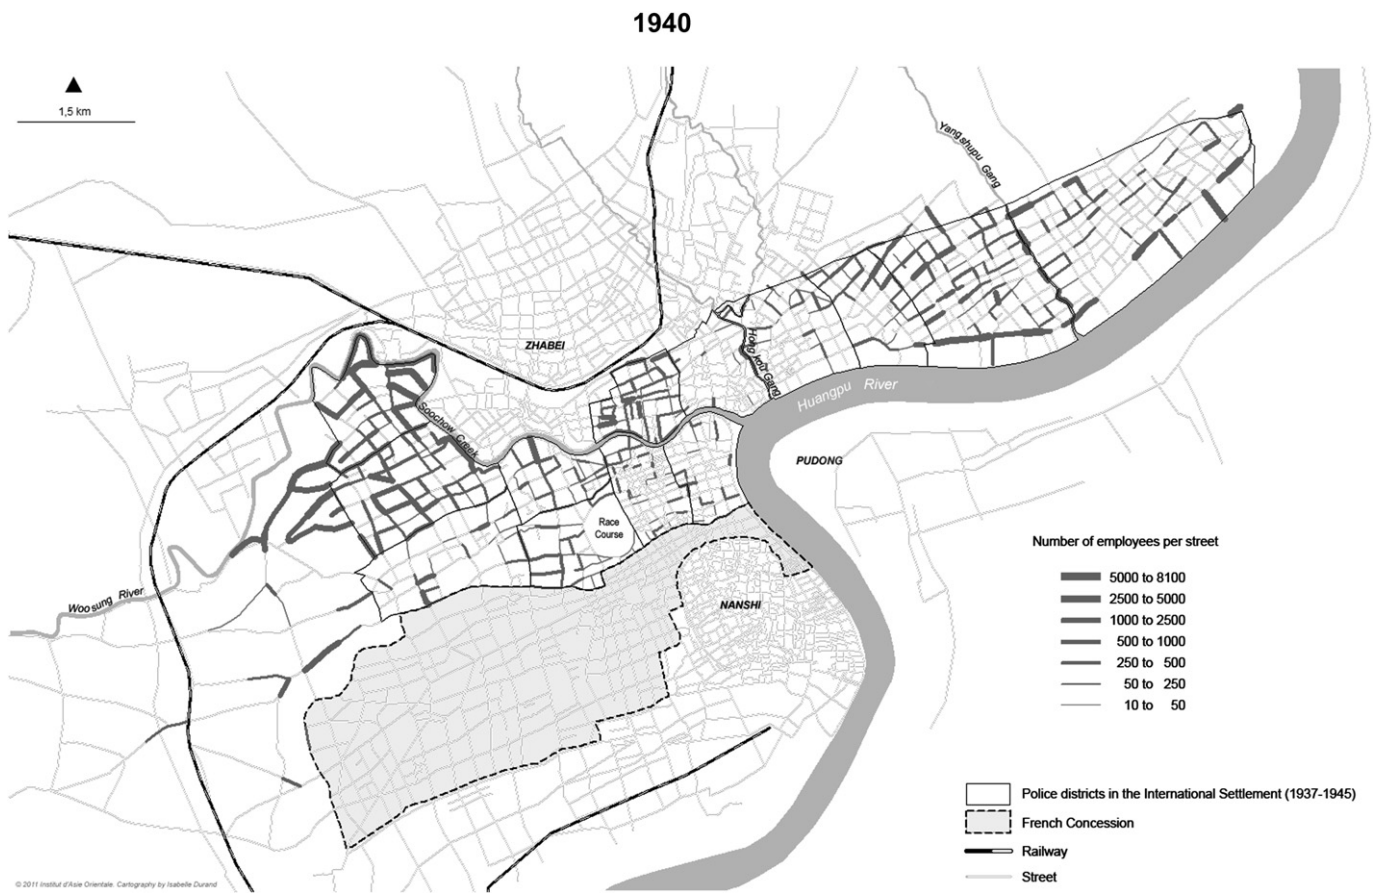 1940
1,5 km
Yangshupu Gang
ZHABEI
Hong kou Gang
Huangpu River
Soochow Creek
PUDONG
Race
Course
Woosung River
NANSHI
Number of employees per street
5000 to 8100
2500 to 5000
1000 to 2500
500 to 1000
250 to 500
50 to 250
10 to 50
Police districts in the International Settlement (1937-1945)
French Concession
Railway
Street
© 2011 Institut d'Asie Orientale. Cartography by Isabelle Durand